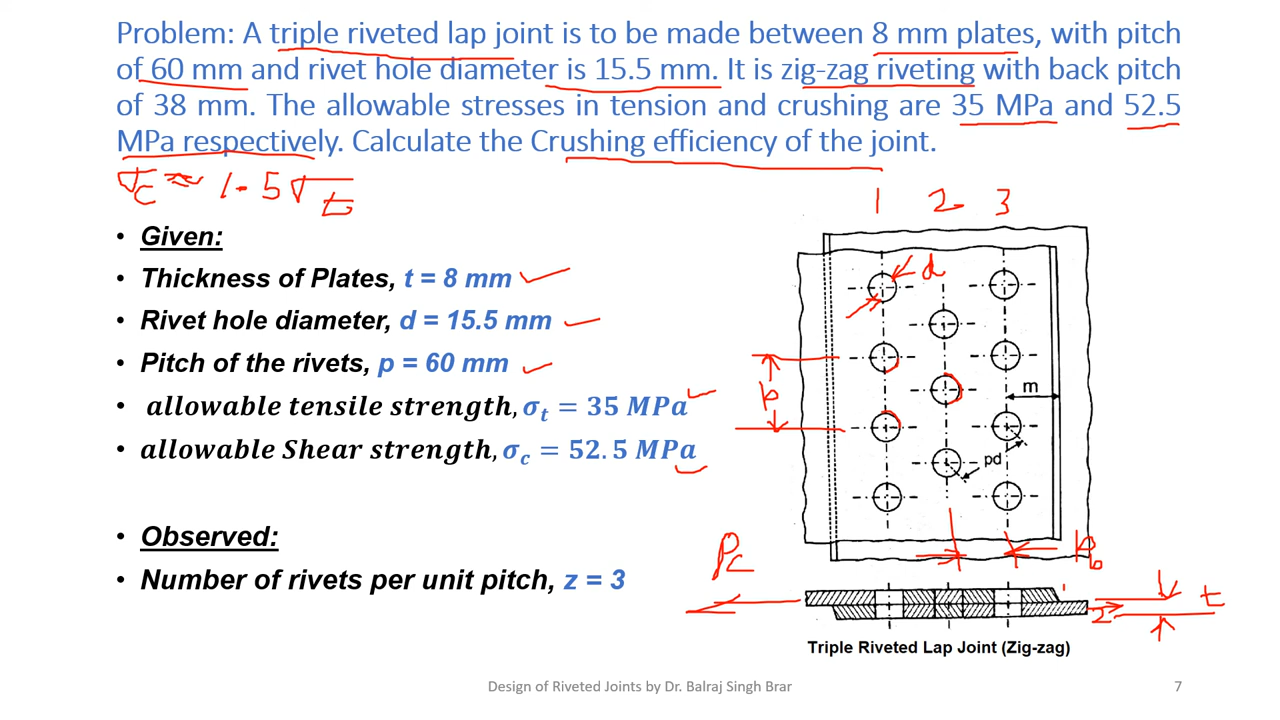 Problem: A triple riveted lap joint is to be made between 8 mm plates, with pitch
of 60 mm and rivet hole diameter is 15.5 mm. It is zig-zag riveting with back pitch
of 38 mm. The allowable stresses in tension and crushing are 35 MPa and 52.5
MPa respectively. Calculate the Crushing efficiency of the joint.
σc ≈ 1.5 σt
1 2 3
• Given:
• Thickness of Plates, t = 8 mm
• Rivet hole diameter, d = 15.5 mm
• Pitch of the rivets, p = 60 mm
• allowable tensile strength, σt = 35 MPa
• allowable Shear strength, σc = 52.5 MPa
• Observed:
• Number of rivets per unit pitch, z = 3
d
p
m
pd
Pc
Pb
1
2
t
Triple Riveted Lap Joint (Zig-zag)
Design of Riveted Joints by Dr. Balraj Singh Brar
7